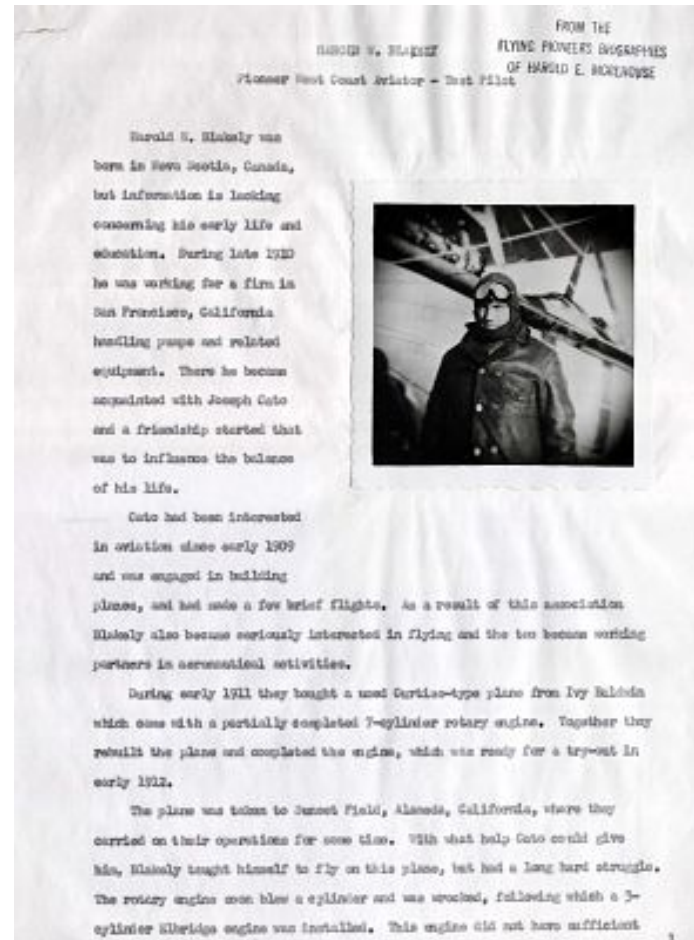 FROM THE
FLYING PIONEERS BIOGRAPHIES
OF HAROLD E. MOREHOUSE
HAROLD W. BLAKELY
Pioneer West Coast Aviator - Test Pilot
Harold W. Blakely was
born in Nova Scotia, Canada,
but information is lacking
concerning his early life and
education. During late 1910
he was working for a firm in
San Francisco, California
handling pumps and related
equipment. There he became
acquainted with Joseph Cato
and a friendship started that
was to influence the balance
of his life.
Cato had been interested
in aviation since early 1909
and was engaged in building
planes, and had made a few brief flights. As a result of this association
Blakely also became seriously interested in flying and the two became working
partners in aeronautical activities.
During early 1911 they bought a used Curtiss-type plane from Ivy Baldwin
which came with a partially completed 7-cylinder rotary engine. Together they
rebuilt the plane and completed the engine, which was ready for a try-out in
early 1912.
The plane was taken to Sunset Field, Alameda, California, where they
carried on their operations for some time. With what help Cato could give
him, Blakely taught himself to fly on this plane, but had a long hard struggle.
The rotary engine soon blew a cylinder and was wrecked, following which a 3-
cylinder Elbridge engine was installed. This engine did not have sufficient